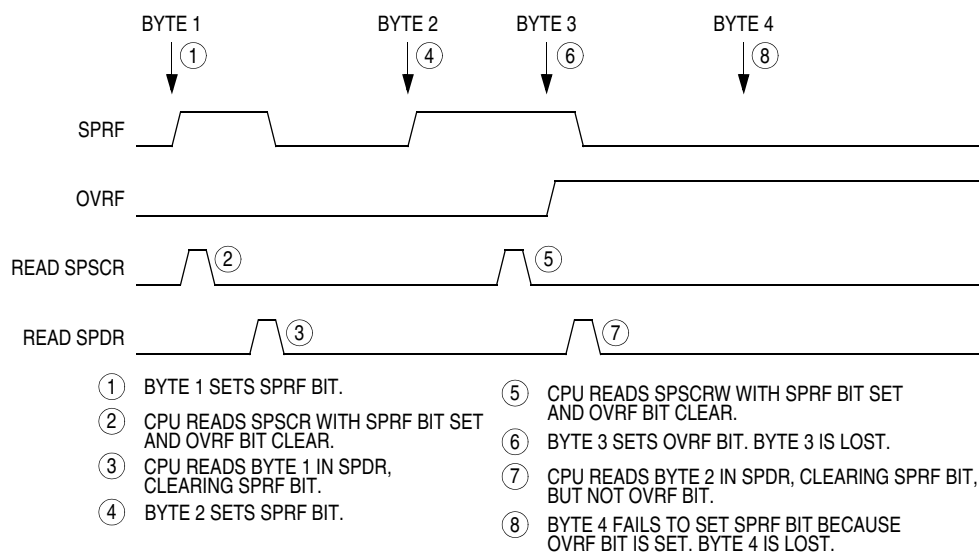 BYTE 1 BYTE 2 BYTE 3 BYTE 4
1 4 6 8
SPRF
OVRF
READ SPSCR 2 5
READ SPDR 3 7
1 BYTE 1 SETS SPRF BIT.
2 CPU READS SPSCR WITH SPRF BIT SET
AND OVRF BIT CLEAR.
3 CPU READS BYTE 1 IN SPDR,
CLEARING SPRF BIT.
4 BYTE 2 SETS SPRF BIT.
5 CPU READS SPSCRW WITH SPRF BIT SET
AND OVRF BIT CLEAR.
6 BYTE 3 SETS OVRF BIT. BYTE 3 IS LOST.
7 CPU READS BYTE 2 IN SPDR, CLEARING SPRF BIT,
BUT NOT OVRF BIT.
8 BYTE 4 FAILS TO SET SPRF BIT BECAUSE
OVRF BIT IS SET. BYTE 4 IS LOST.